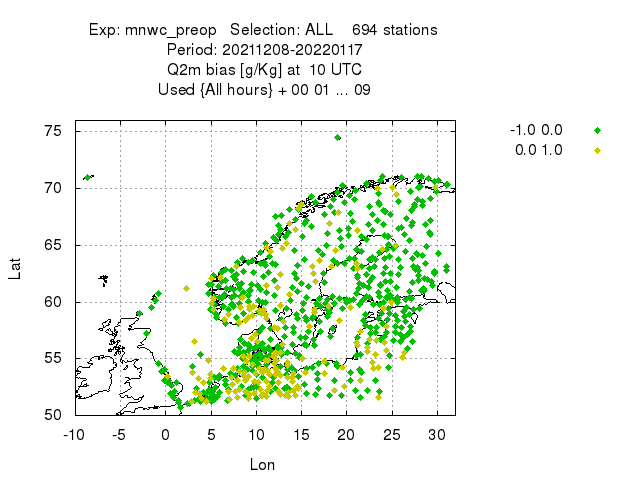 Exp: mnwc_preop   Selection: ALL    694 stations
Period: 20211208-20220117
Q2m bias [g/Kg] at  10 UTC
Used {All hours} + 00 01 ... 09
-1.0 0.0
0.0 1.0
75
70
65
60
55
50
Lat
-10 -5 0 5 10 15 20 25 30
Lon